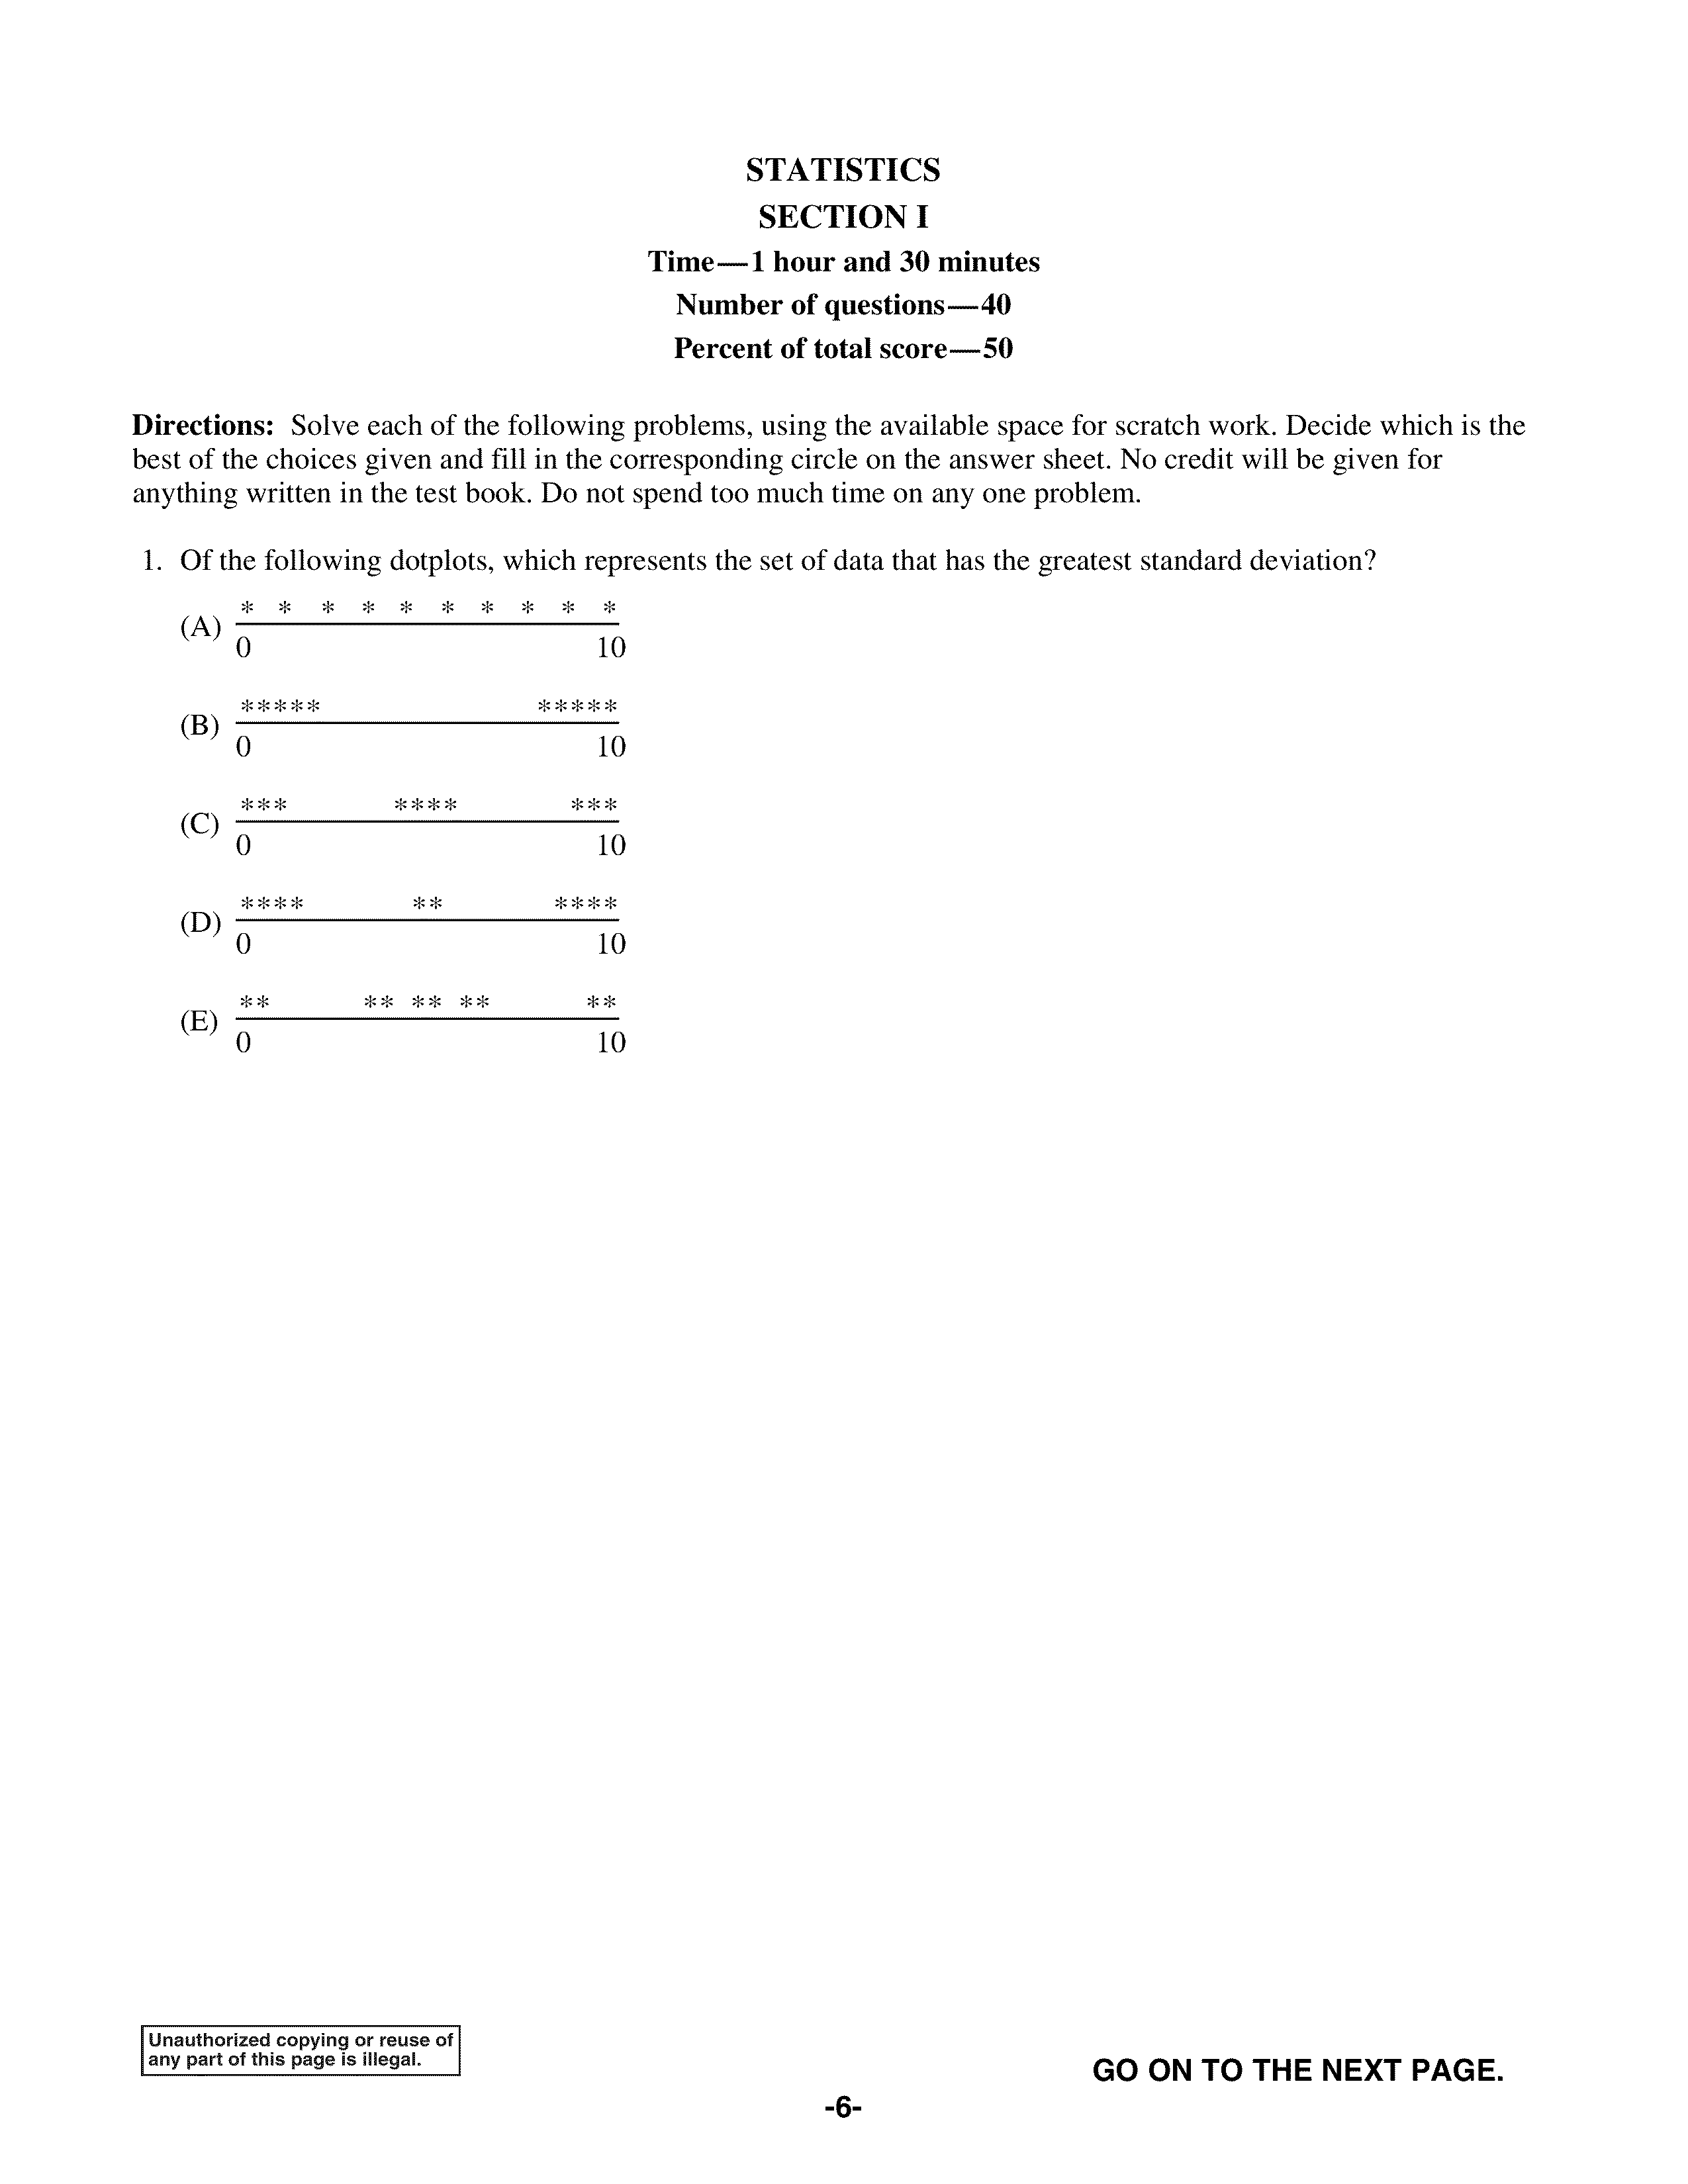 STATISTICS
SECTION I
Time—1 hour and 30 minutes
Number of questions—40
Percent of total score—50
Directions: Solve each of the following problems, using the available space for scratch work. Decide which is the
best of the choices given and fill in the corresponding circle on the answer sheet. No credit will be given for
anything written in the test book. Do not spend too much time on any one problem.
1. Of the following dotplots, which represents the set of data that has the greatest standard deviation?
* * * * * * * * * *
(A)
0 10
***** *****
(B)
0 10
*** **** ***
(C)
0 10
**** ** ****
(D)
0 10
** ** ** ** **
(E)
0 10
Unauthorized copying or reuse of
any part of this page is illegal.
GO ON TO THE NEXT PAGE.
-6-